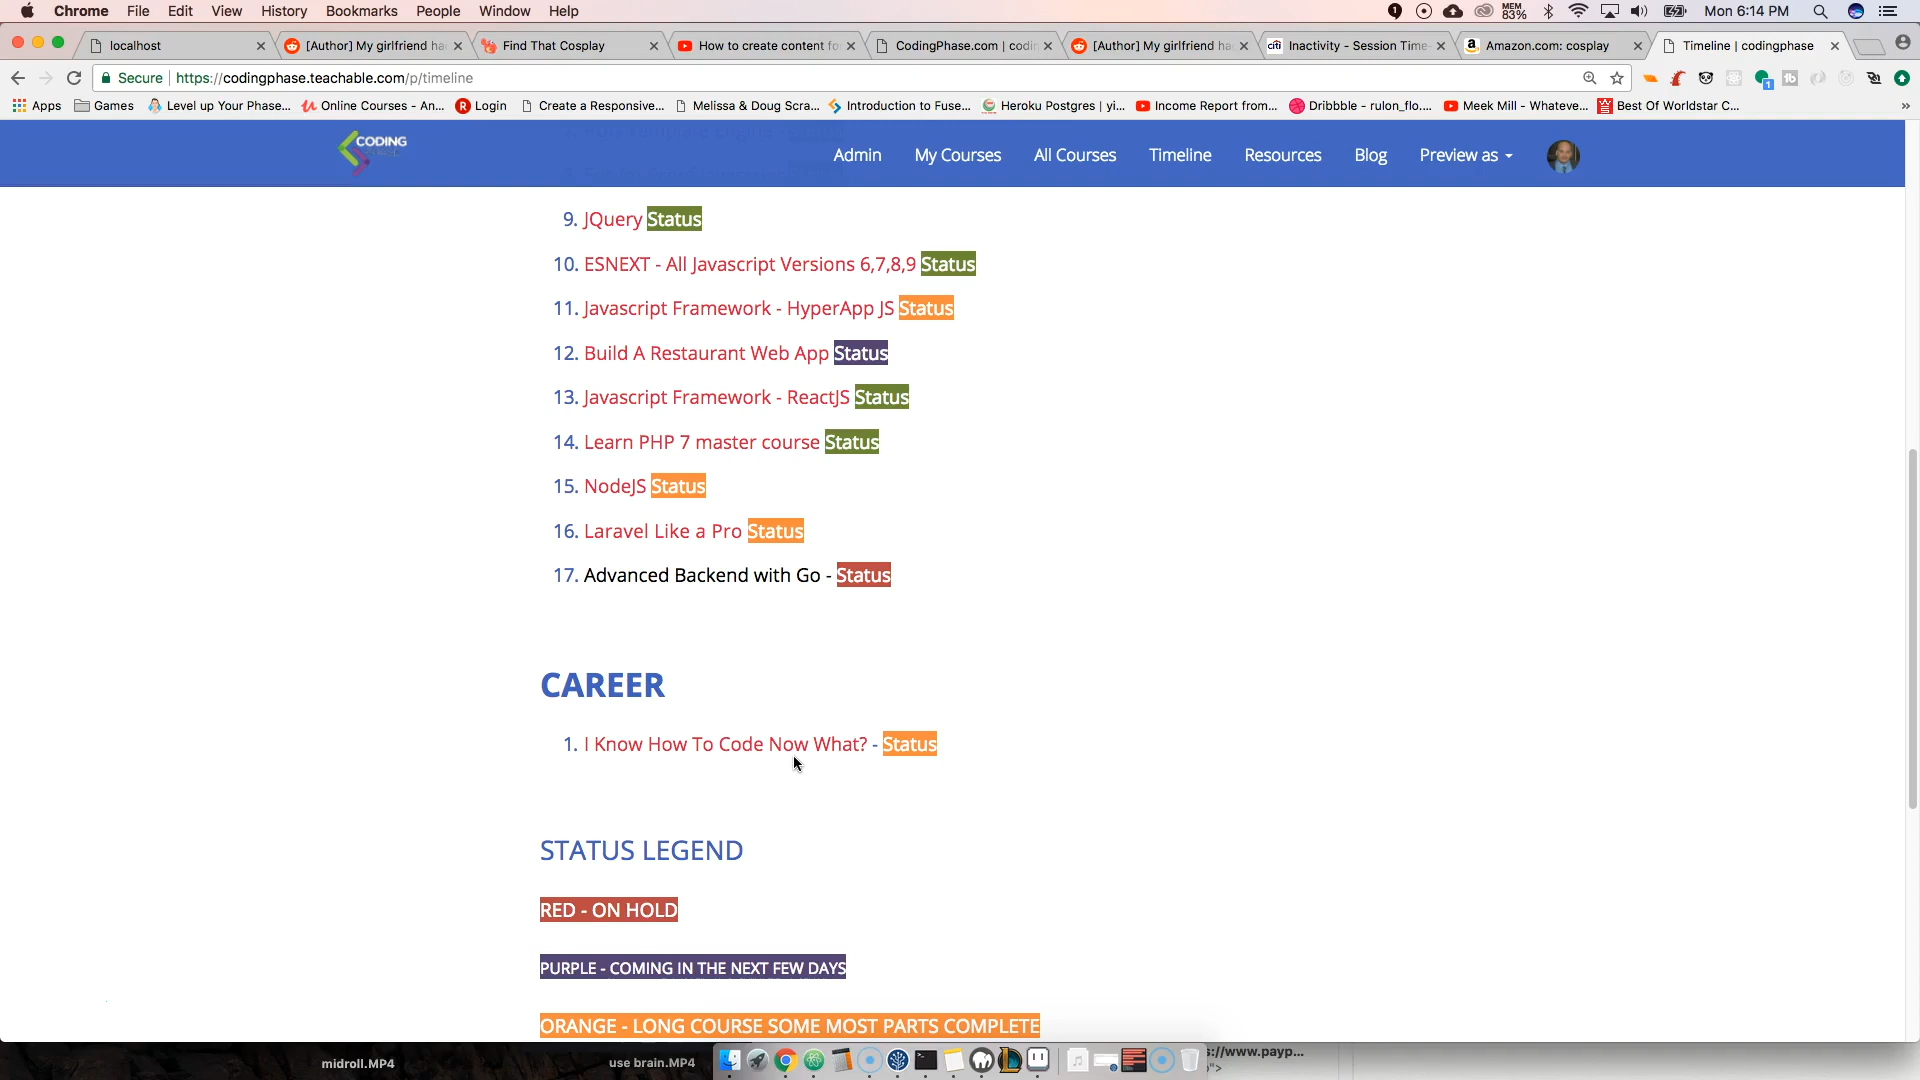 Chrome File Edit View History Bookmarks People Window Help 1 MEM 83% Mon 6:14 PM
localhost [Author] My girlfriend ha Find That Cosplay How to create content fo CodingPhase.com | codin [Author] My girlfriend ha citi Inactivity - Session Time Amazon.com: cosplay Timeline | codingphase
Secure https://codingphase.teachable.com/p/timeline
Apps Games Level up Your Phase... Online Courses - An... Login Create a Responsive... Melissa & Doug Scra... Introduction to Fuse... Heroku Postgres | yi... Income Report from... Dribbble - rulon_flo.... Meek Mill - Whateve... Best Of Worldstar C... »
CODING
Admin My Courses All Courses Timeline Resources Blog Preview as
9. JQuery Status
10. ESNEXT - All Javascript Versions 6,7,8,9 Status
11. Javascript Framework - HyperApp JS Status
12. Build A Restaurant Web App Status
13. Javascript Framework - ReactJS Status
14. Learn PHP 7 master course Status
15. NodeJS Status
16. Laravel Like a Pro Status
17. Advanced Backend with Go - Status
CAREER
1. I Know How To Code Now What? - Status
STATUS LEGEND
RED - ON HOLD
PURPLE - COMING IN THE NEXT FEW DAYS
ORANGE - LONG COURSE SOME MOST PARTS COMPLETE
midroll.MP4 use brain.MP4 s://www.payp...